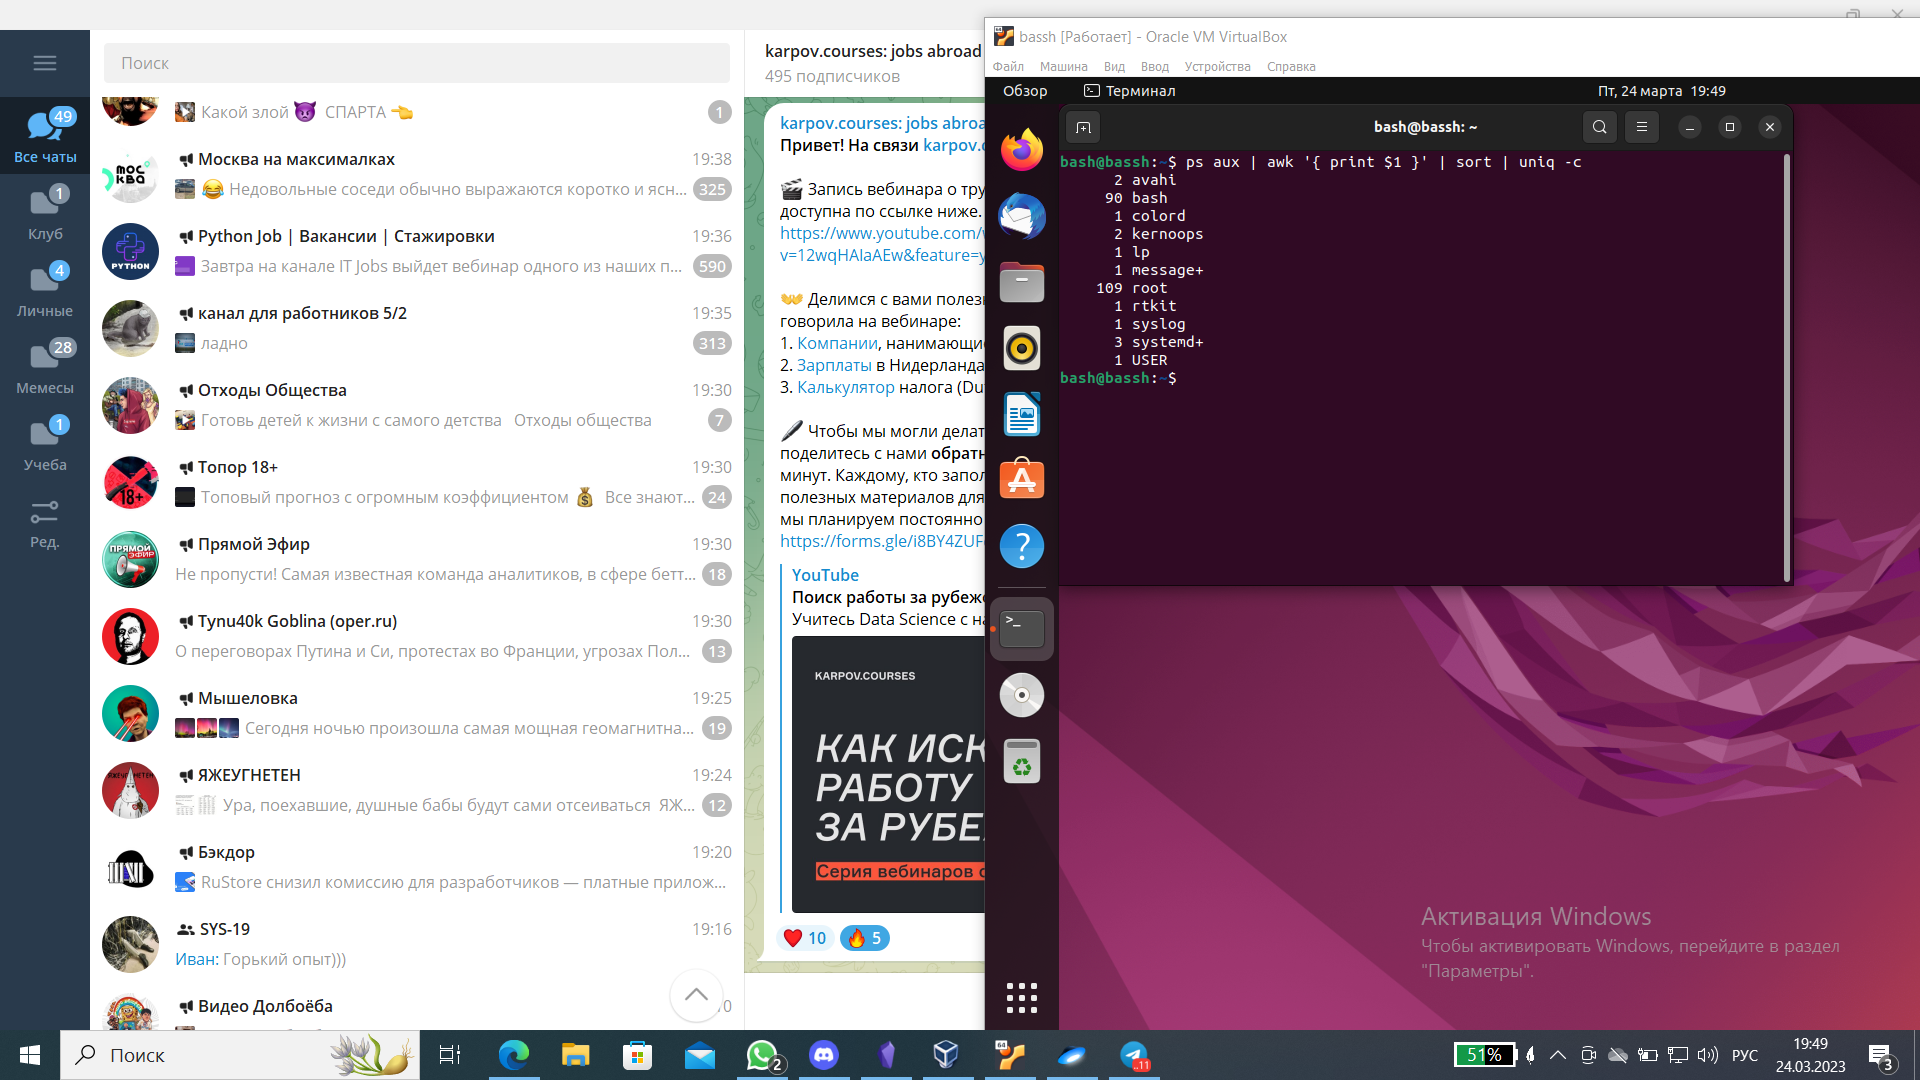 Поиск
49
Все чаты
1
Клуб
4
Личные
28
Мемесы
1
Учеба
Ред.
Какой злой 😈 СПАРТА 👈
1
Москва на максималках
19:38
😂 Недовольные соседи обычно выражаются коротко и ясн...
325
Python Job | Вакансии | Стажировки
19:36
Завтра на канале IT Jobs выйдет вебинар одного из наших п...
590
канал для работников 5/2
19:35
ладно
313
Отходы Общества
19:30
Готовь детей к жизни с самого детства Отходы общества
7
Топор 18+
19:30
Топовый прогноз с огромным коэффициентом 💰 Все знают...
24
Прямой Эфир
19:30
Не пропусти! Самая известная команда аналитиков, в сфере бетт...
18
Tynu40k Goblina (oper.ru)
19:30
О переговорах Путина и Си, протестах во Франции, угрозах Пол...
13
Мышеловка
19:25
Сегодня ночью произошла самая мощная геомагнитна...
19
ЯЖЕУГНЕТЕН
19:24
Ура, поехавшие, душные бабы будут сами отсеиваться ЯЖ...
12
Бэкдор
19:20
RuStore снизил комиссию для разработчиков — платные прилож...
SYS-19
19:16
Иван: Горький опыт)))
Видео Долбоёба
МОС
КВА
PYTHON
18+
ПРЯМОЙ
ЭФИР
karpov.courses: jobs abroad
495 подписчиков
karpov.courses: jobs abroa
Привет! На связи karpov.c
🎬 Запись вебинара о тру
доступна по ссылке ниже.
https://www.youtube.com/
v=12wqHAIaAEw&feature=y
👐 Делимся с вами полез
говорила на вебинаре:
1. Компании, нанимающи
2. Зарплаты в Нидерланда
3. Калькулятор налога (Du
🖊 Чтобы мы могли делат
поделитесь с нами обратн
минут. Каждому, кто запол
полезных материалов для
мы планируем постоянно
https://forms.gle/i8BY4ZUF
YouTube
Поиск работы за рубеж
Учитесь Data Science с на
KARPOV.COURSES
КАК ИСК
РАБОТУ
ЗА РУБЕ
Серия вебинаров о
❤️ 10
🔥 5
bassh [Работает] - Oracle VM VirtualBox
Файл Машина Вид Ввод Устройства Справка
Обзор
Терминал
Пт, 24 марта 19:49
bash@bassh: ~
bash@bassh:~$ ps aux | awk '{ print $1 }' | sort | uniq -c
2 avahi
90 bash
1 colord
2 kernoops
1 lp
1 message+
109 root
1 rtkit
1 syslog
3 systemd+
1 USER
bash@bassh:~$
Активация Windows
Чтобы активировать Windows, перейдите в раздел
"Параметры".
Поиск
2
64
..11
51%
РУС
19:49
24.03.2023
3